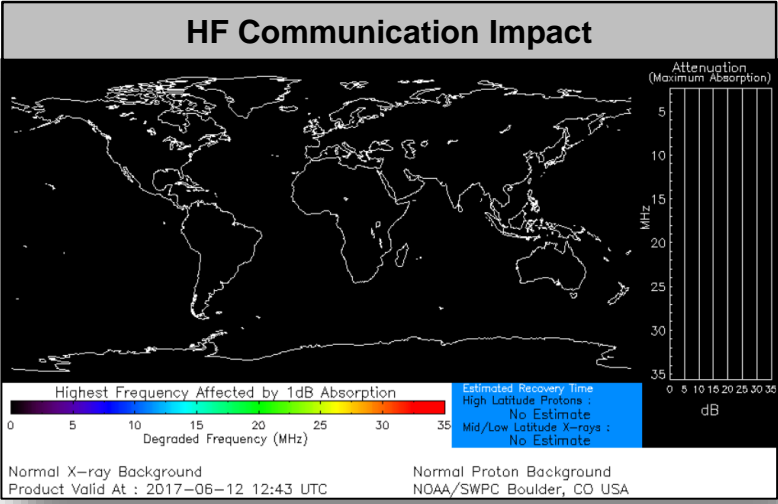 HF Communication Impact
Attenuation
(Maximum Absorption)
5
10
15
MHz
20
25
30
35
0 5 10 15 20 25 30 35
dB
Highest Frequency Affected by 1dB Absorption
0 5 10 15 20 25 30 35
Degraded Frequency (MHz)
Estimated Recovery Time
High Latitude Protons :
No Estimate
Mid/Low Latitude X-rays :
No Estimate
Normal X-ray Background
Normal Proton Background
Product Valid At : 2017-06-12 12:43 UTC
NOAA/SWPC Boulder, CO USA